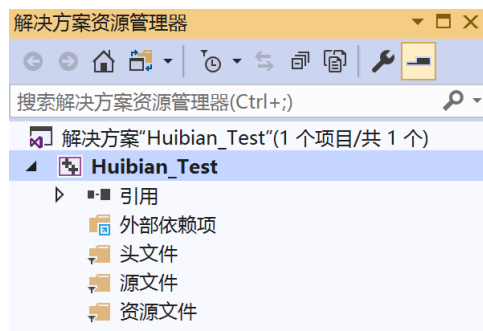 解决方案资源管理器
搜索解决方案资源管理器(Ctrl+;)
解决方案"Huibian_Test"(1 个项目/共 1 个)
Huibian_Test
引用
外部依赖项
头文件
源文件
资源文件